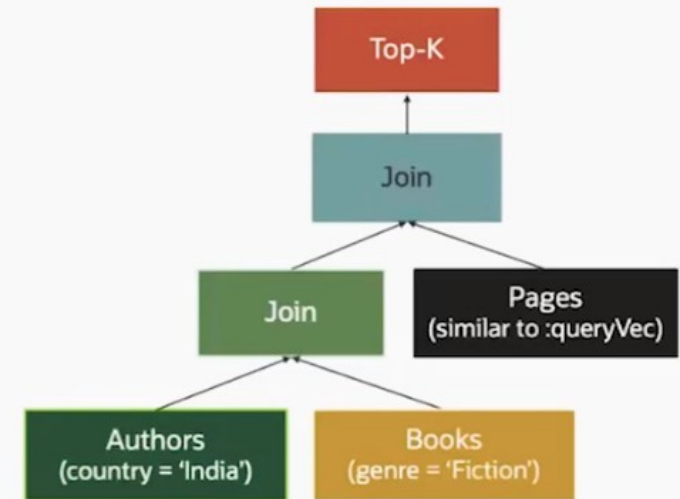 Top-K
Join
Join
Pages
(similar to :queryVec)
Authors
(country = ‘India’)
Books
(genre = ‘Fiction’)